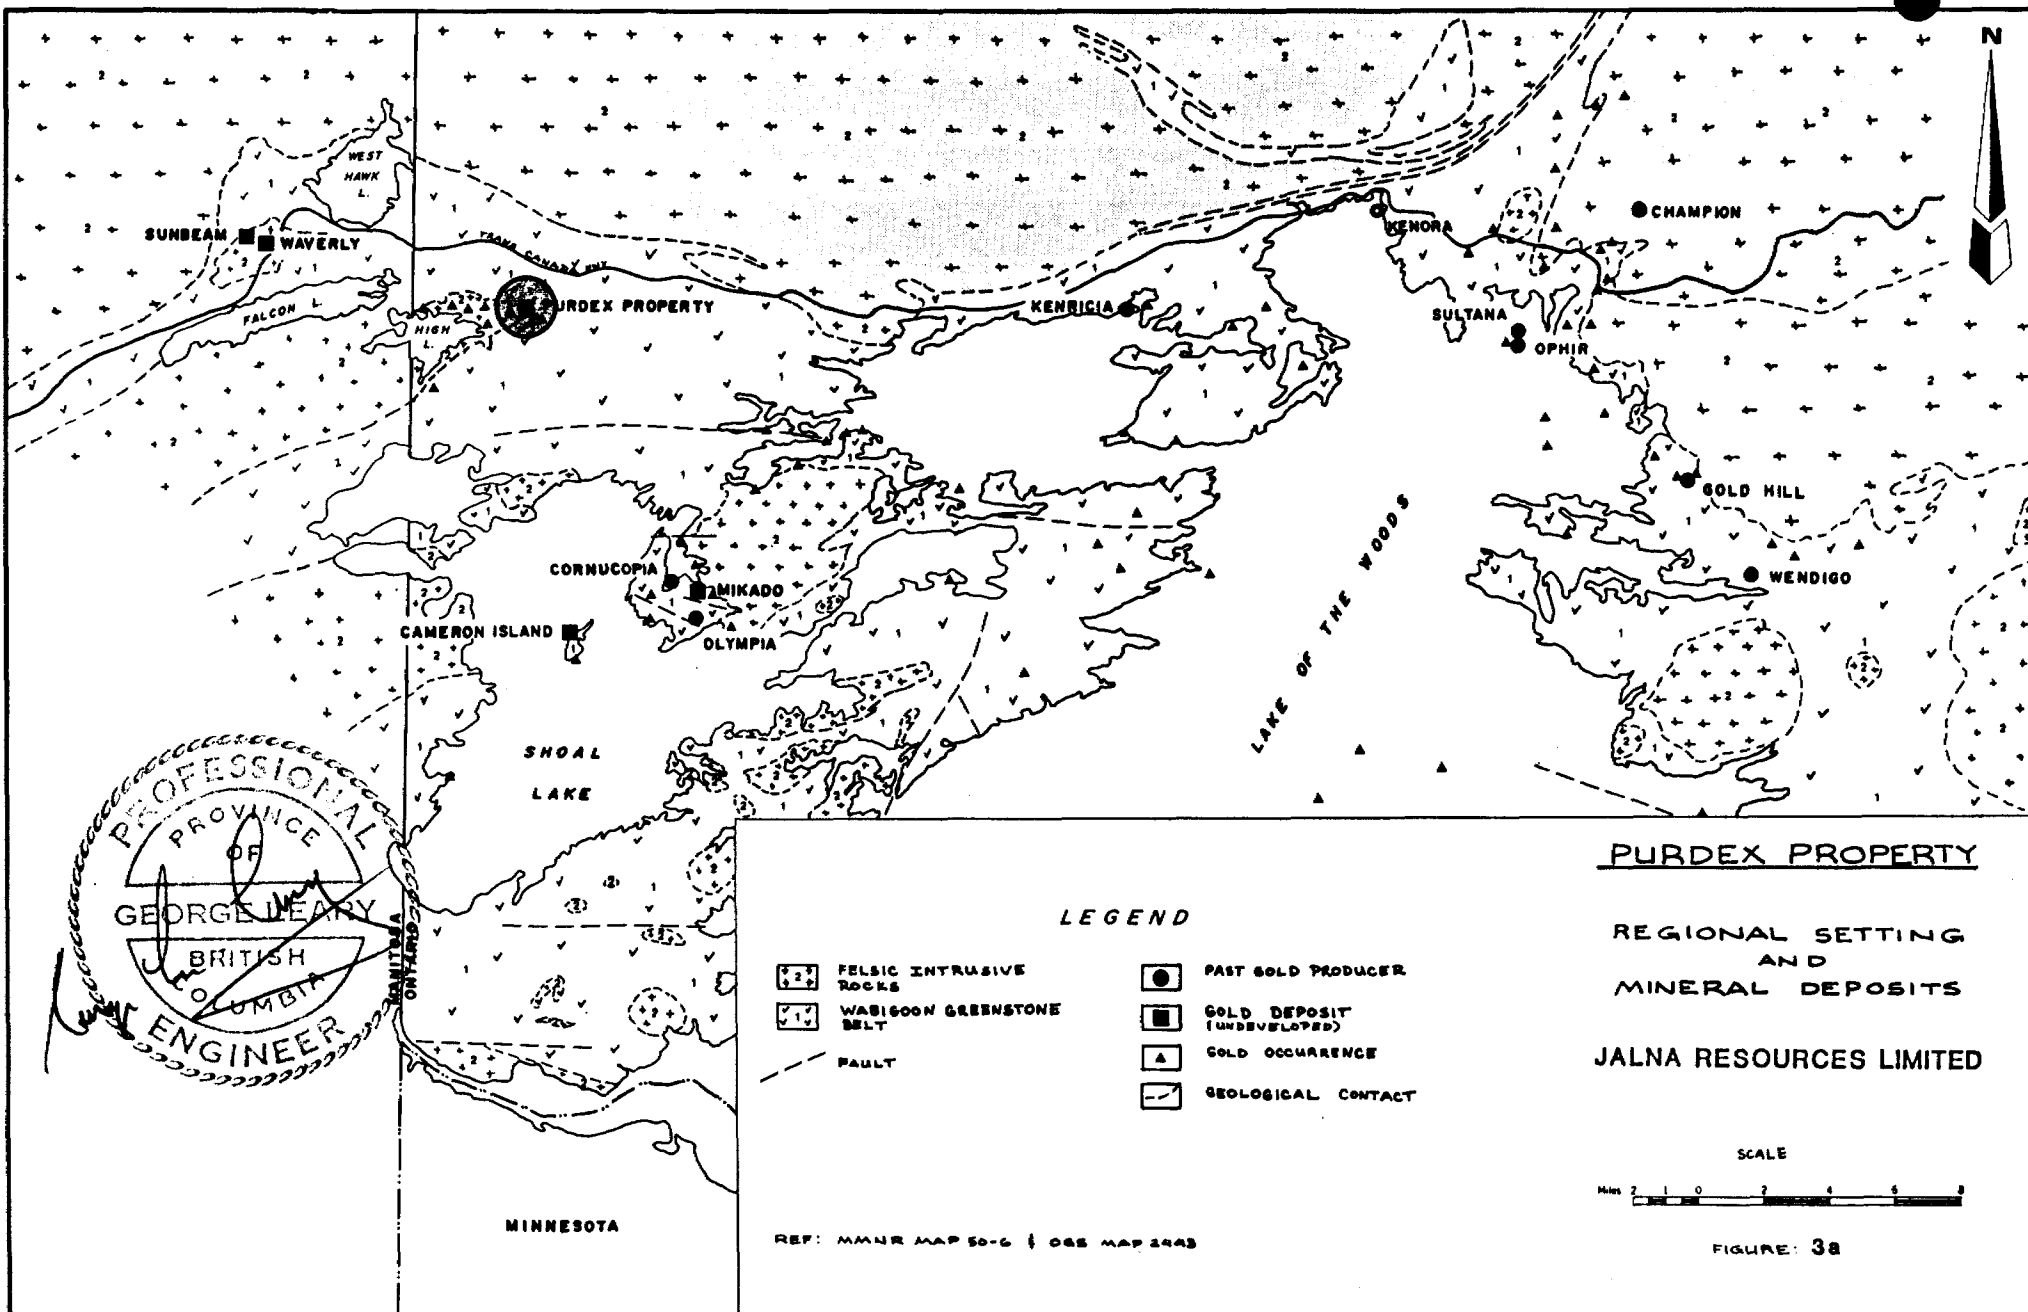 N
WEST
HAWK
L.
SUNBEAM
WAVERLY
TRANS CANADA HWY
FALCON L.
HIGH
L.
PURDEX PROPERTY
KENRICIA
KENORA
CHAMPION
SULTANA
OPHIR
GOLD HILL
WENDIGO
CORNUCOPIA
MIKADO
OLYMPIA
CAMERON ISLAND
LAKE OF THE WOODS
SHOAL
LAKE
PROFESSIONAL
PROVINCE
OF
GEORGE LEARY
BRITISH
COLUMBIA
ENGINEER
MANITOBA
ONTARIO
MINNESOTA
LEGEND
2 FELSIC INTRUSIVE
ROCKS
1 WABIGOON GREENSTONE
BELT
FAULT
PAST GOLD PRODUCER
GOLD DEPOSIT
(UNDEVELOPED)
GOLD OCCURRENCE
GEOLOGICAL CONTACT
REF: MMNR MAP 50-6 & OGS MAP 2443
PURDEX PROPERTY
REGIONAL SETTING
AND
MINERAL DEPOSITS
JALNA RESOURCES LIMITED
SCALE
Miles 2 1 0 2 4 6 8
FIGURE: 3a